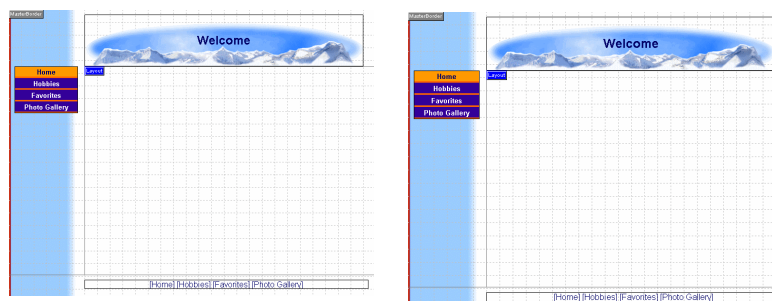 MasterBorder
Welcome
Layout
Home
Hobbies
Favorites
Photo Gallery
[Home] [Hobbies] [Favorites] [Photo Gallery]
MasterBorder
Welcome
Layout
Home
Hobbies
Favorites
Photo Gallery
[Home] [Hobbies] [Favorites] [Photo Gallery]